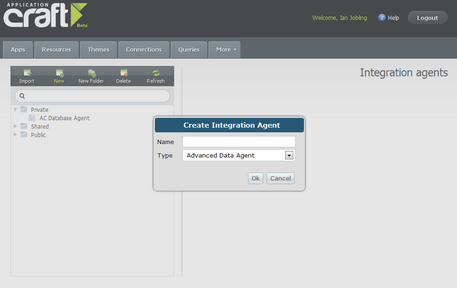 APPLICATION
craft
Beta
Welcome, Ian Jobling
? Help
Logout
Apps
Resources
Themes
Connections
Queries
More
Import
New
New Folder
Delete
Refresh
Integration agents
Private
AC Database Agent
Shared
Public
Create Integration Agent
Name
Type
Advanced Data Agent
Ok
Cancel